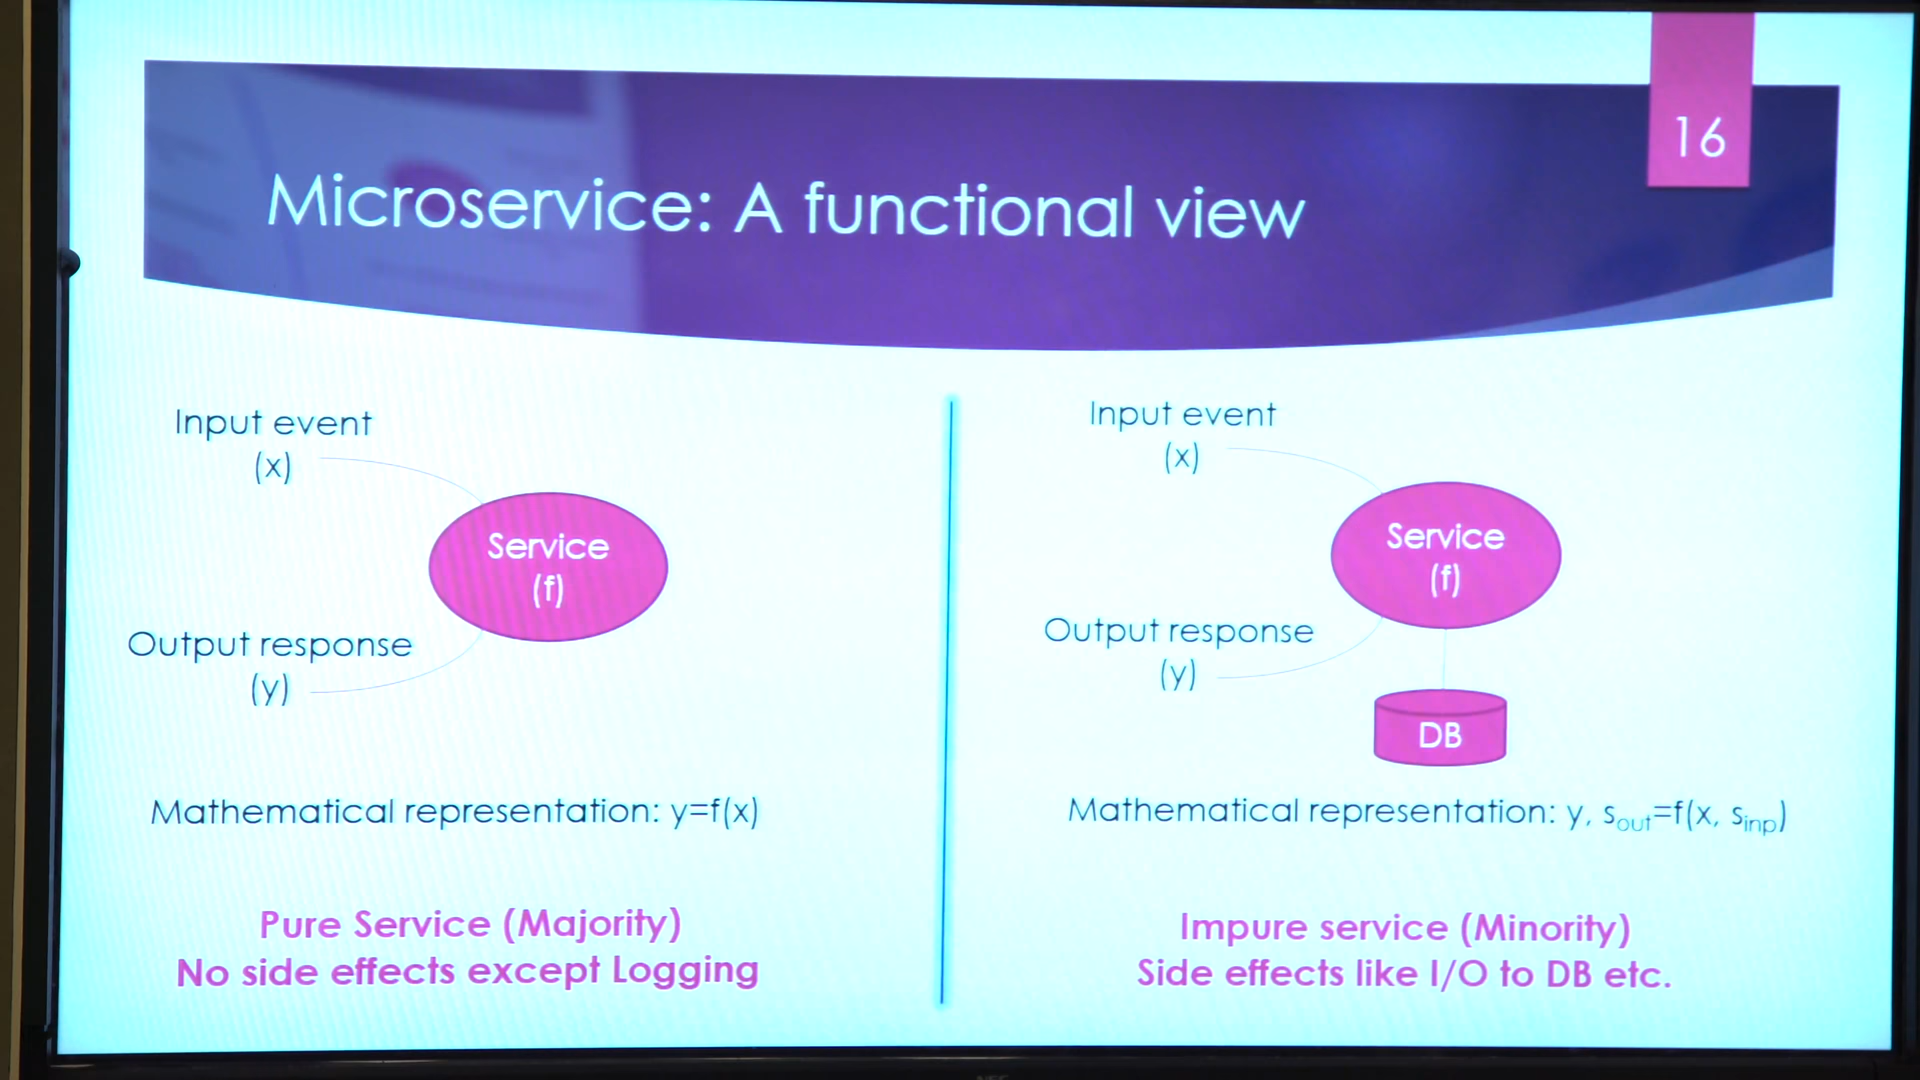 16
Microservice: A functional view
Input event
(x)
Service
(f)
Output response
(y)
Mathematical representation: y=f(x)
Pure Service (Majority)
No side effects except Logging
Input event
(x)
Service
(f)
Output response
(y)
DB
Mathematical representation: y, sout=f(x, sinp)
Impure service (Minority)
Side effects like I/O to DB etc.